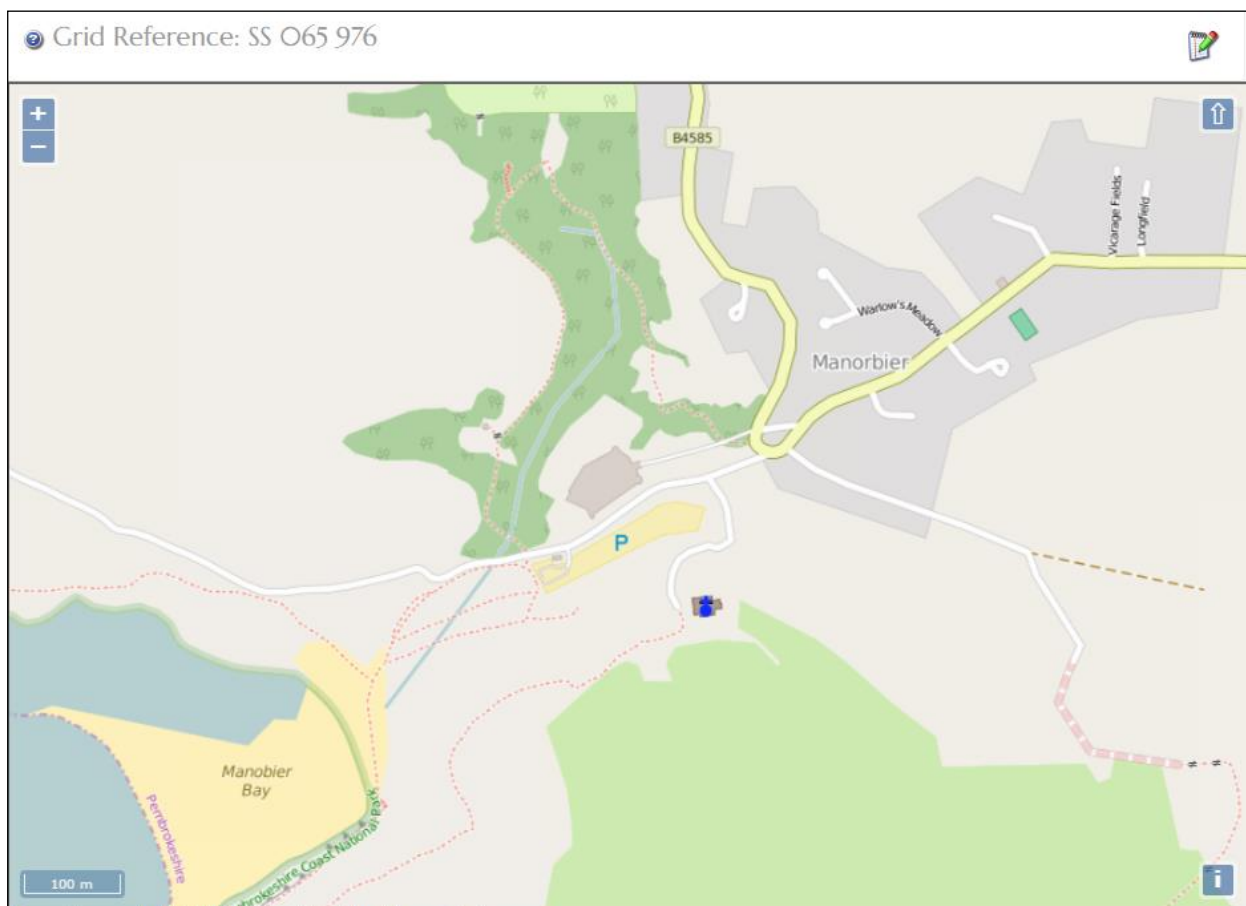 Grid Reference: SS 065 976
+
−
B4585
Vicarage Fields
Longfield
Warlow's Meadow
Manorbier
P
Manobier
Bay
Pembrokeshire
Pembrokeshire Coast National Park
100 m
i